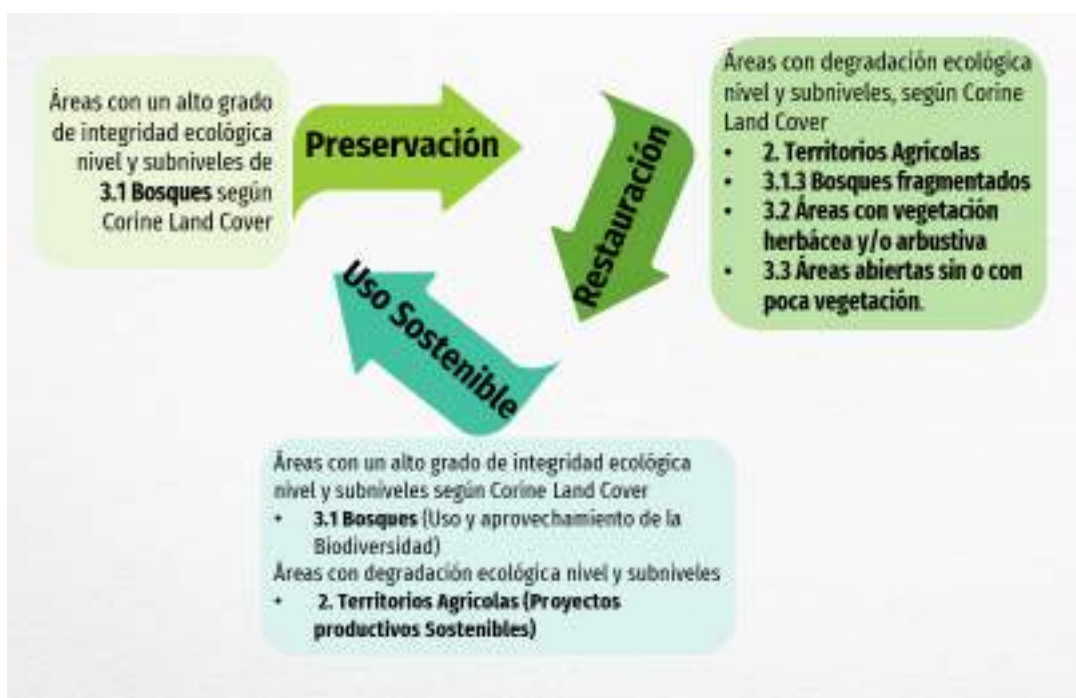 Áreas con un alto grado
de integridad ecológica
nivel y subniveles de
3.1 Bosques según
Corine Land Cover
Preservación
Restauración
Áreas con degradación ecológica
nivel y subniveles, según Corine
Land Cover
• 2. Territorios Agrícolas
• 3.1.3 Bosques fragmentados
• 3.2 Áreas con vegetación
herbácea y/o arbustiva
• 3.3 Áreas abiertas sin o con
poca vegetación.
Uso Sostenible
Áreas con un alto grado de integridad ecológica
nivel y subniveles según Corine Land Cover
• 3.1 Bosques (Uso y aprovechamiento de la
Biodiversidad)
Áreas con degradación ecológica nivel y subniveles
• 2. Territorios Agrícolas (Proyectos
productivos Sostenibles)